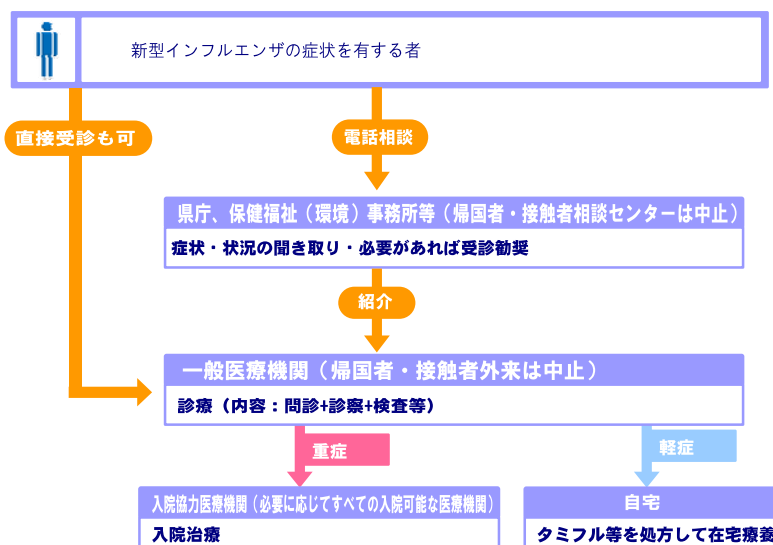 新型インフルエンザの症状を有する者
直接受診も可
電話相談
県庁、保健福祉（環境）事務所等（帰国者・接触者相談センターは中止）
症状・状況の聞き取り・必要があれば受診勧奨
紹介
一般医療機関（帰国者・接触者外来は中止）
診療（内容：問診+診察+検査等）
重症
軽症
入院協力医療機関（必要に応じてすべての入院可能な医療機関）
入院治療
自宅
タミフル等を処方して在宅療養